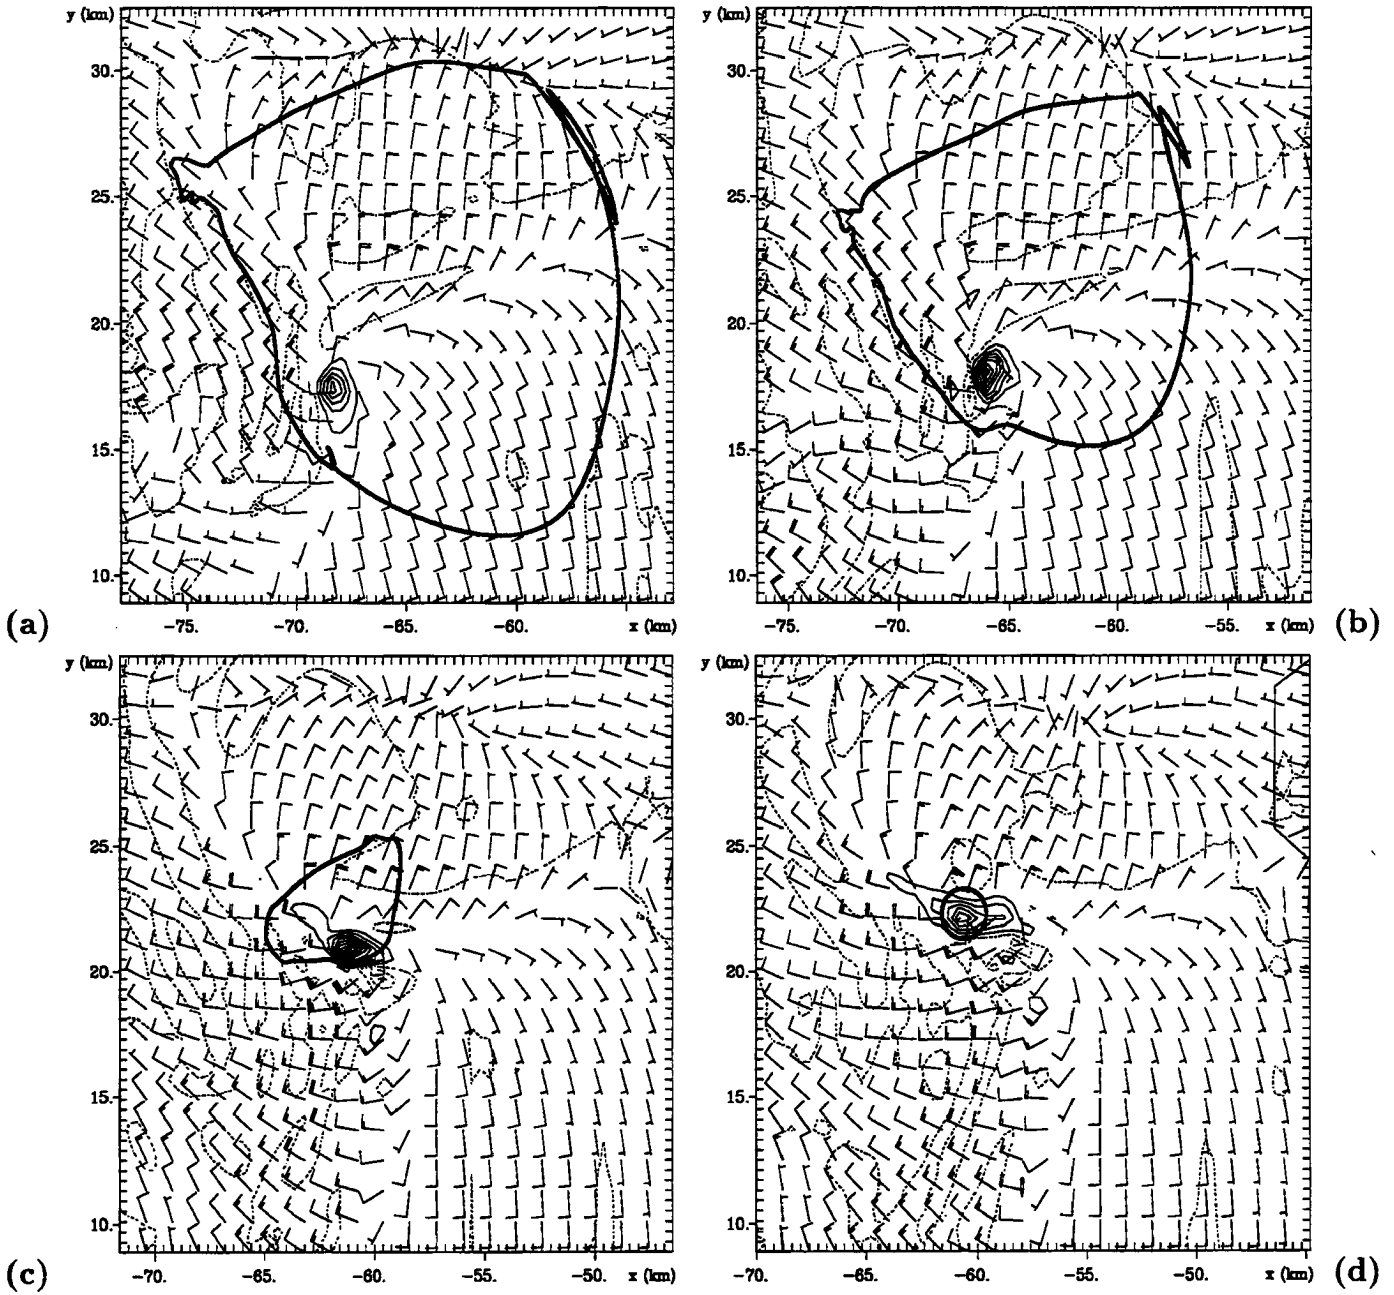 y (km)
30.
25.
20.
15.
10.
-75. -70. -65. -60. x (km)
(a)
y (km)
30.
25.
20.
15.
10.
-75. -70. -65. -60. -55. x (km)
(b)
y (km)
30.
25.
20.
15.
10.
-70. -65. -60. -55. -50. x (km)
(c)
y (km)
30.
25.
20.
15.
10.
-70. -65. -60. -55. -50. x (km)
(d)